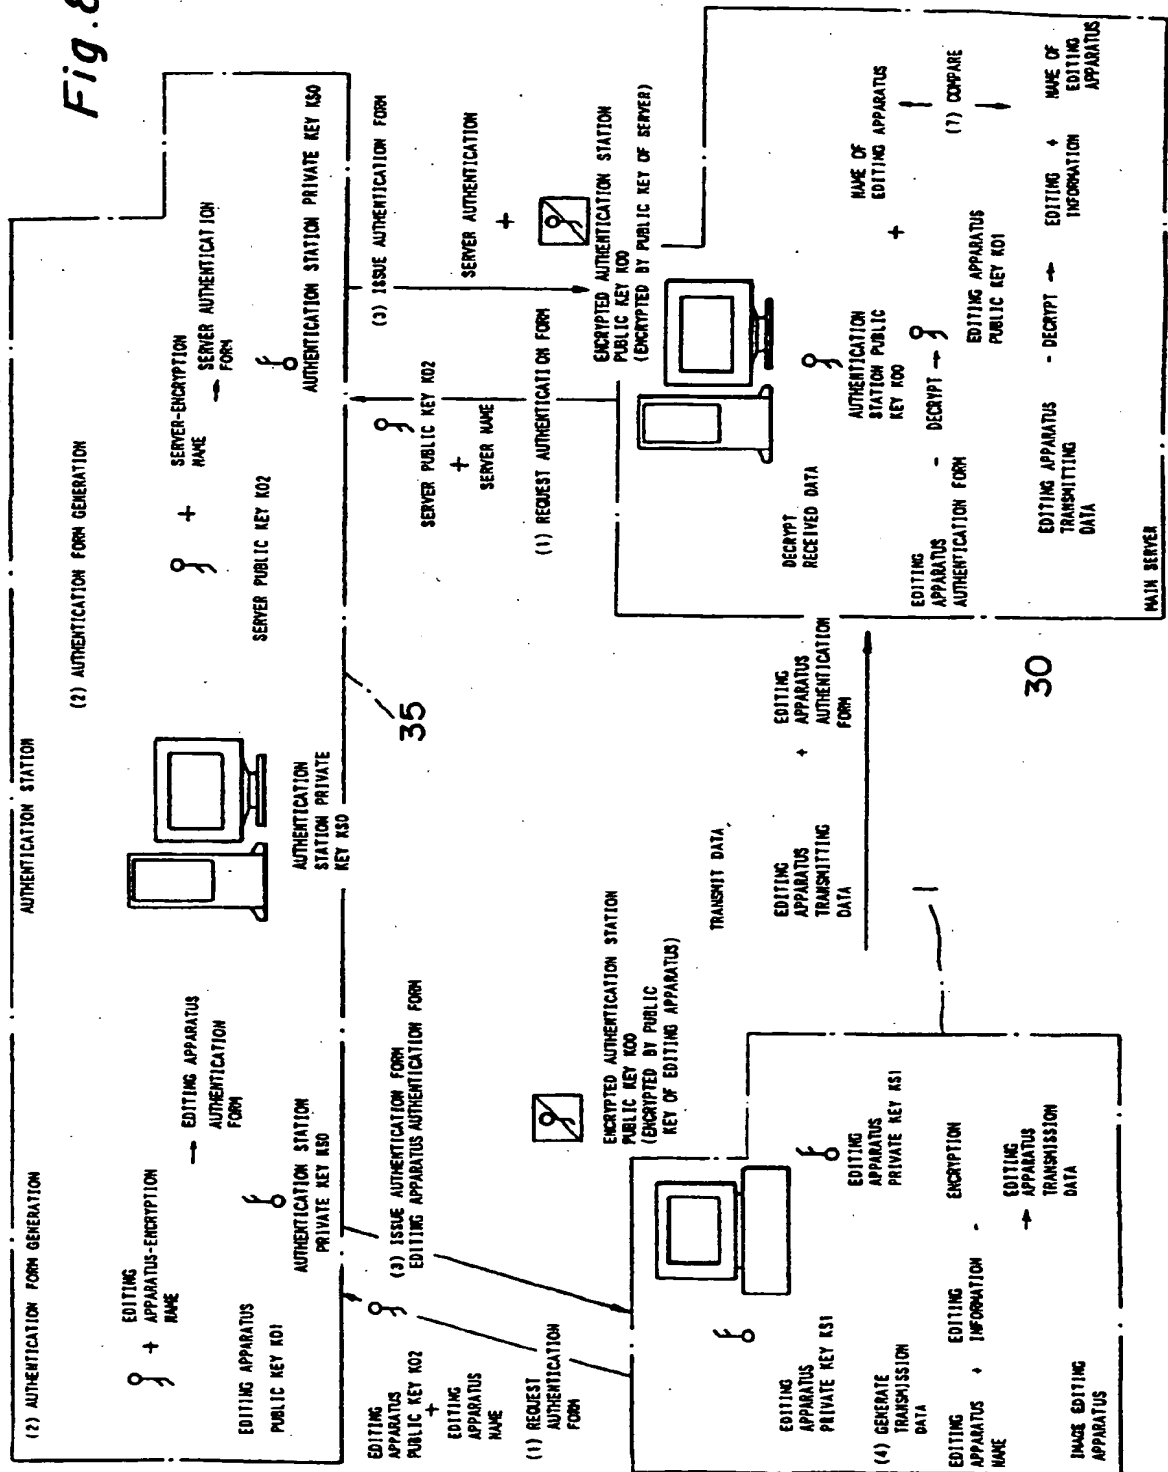 Fig.8
AUTHENTICATION STATION
(2) AUTHENTICATION FORM GENERATION
EDITING
APPARATUS-ENCRYPTION
NAME
+
→ EDITING APPARATUS
AUTHENTICATION
FORM
EDITING APPARATUS
PUBLIC KEY KO1
AUTHENTICATION STATION
PRIVATE KEY KSO
AUTHENTICATION
STATION PRIVATE
KEY KSO
(2) AUTHENTICATION FORM GENERATION
+
SERVER-ENCRYPTION
NAME
→ SERVER AUTHENTICATION
FORM
SERVER PUBLIC KEY KO2
AUTHENTICATION STATION PRIVATE KEY KSO
35
EDITING
APPARATUS
PUBLIC KEY KO2
+
EDITING
APPARATUS
NAME
(1) REQUEST
AUTHENTICATION
FORM
(3) ISSUE AUTHENTICATION FORM
EDITING APPARATUS AUTHENTICATION FORM
ENCRYPTED AUTHENTICATION STATION
PUBLIC KEY KOO
(ENCRYPTED BY PUBLIC
KEY OF EDITING APPARATUS)
SERVER PUBLIC KEY KO2
+
SERVER NAME
(1) REQUEST AUTHENTICATION FORM
(3) ISSUE AUTHENTICATION FORM
SERVER AUTHENTICATION
+
ENCRYPTED AUTHENTICATION STATION
PUBLIC KEY KOO
(ENCRYPTED BY PUBLIC KEY OF SERVER)
EDITING
APPARATUS
PRIVATE KEY KS1
EDITING
APPARATUS
PRIVATE KEY KS1
(4) GENERATE
TRANSMISSION
DATA
EDITING
APPARATUS
NAME
+
EDITING
INFORMATION
-
ENCRYPTION
→ EDITING
APPARATUS
TRANSMISSION
DATA
IMAGE EDITING
APPARATUS
1
TRANSMIT DATA
EDITING
APPARATUS
TRANSMITTING
DATA
+
EDITING
APPARATUS
AUTHENTICATION
FORM
30
DECRYPT
RECEIVED DATA
AUTHENTICATION
STATION PUBLIC
KEY KOO
EDITING
APPARATUS
AUTHENTICATION FORM
- DECRYPT →
+
NAME OF
EDITING APPARATUS
EDITING APPARATUS
PUBLIC KEY KO1
(7) COMPARE
EDITING APPARATUS
TRANSMITTING
DATA
- DECRYPT →
EDITING
INFORMATION
+
NAME OF
EDITING
APPARATUS
MAIN SERVER